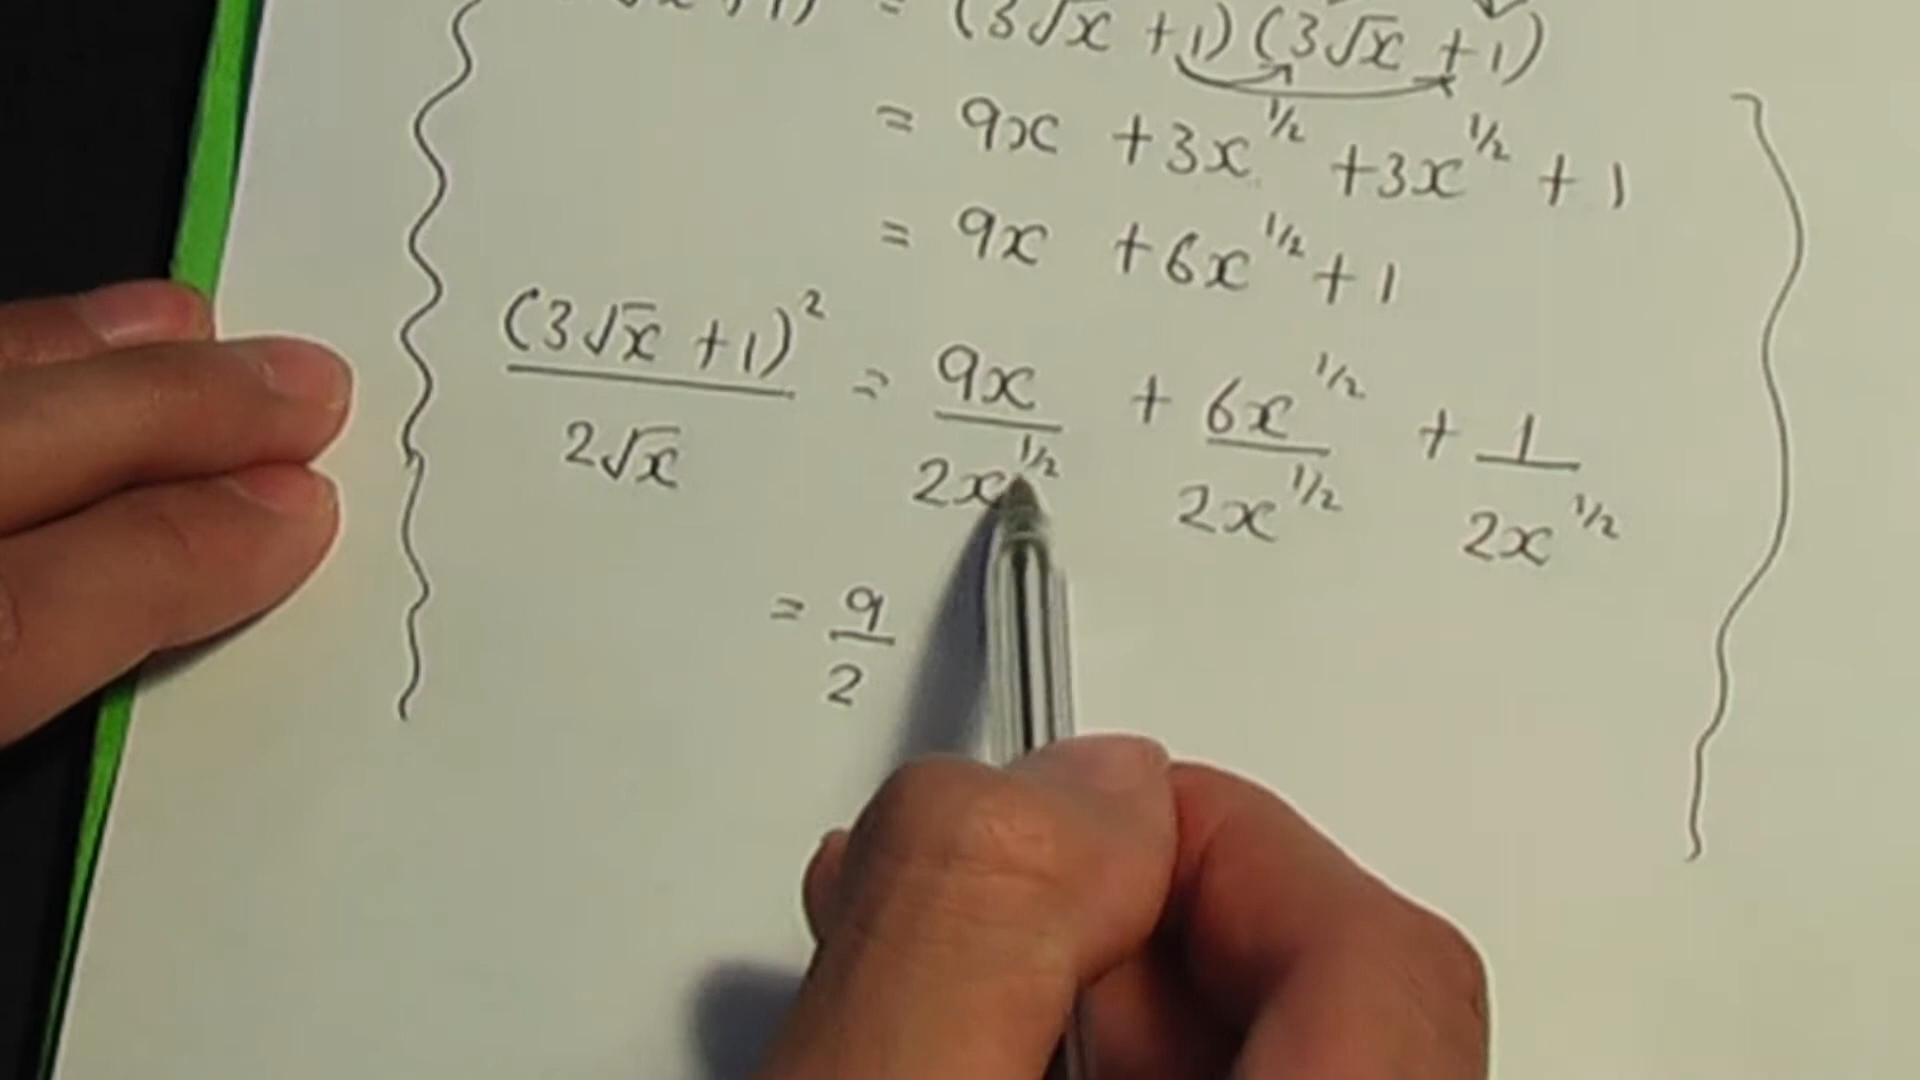 = (3√x +1)(3√x +1)
= 9x +3x^1/2 +3x^1/2 + 1
= 9x +6x^1/2 + 1
(3√x +1)^2 / 2√x = 9x / 2x^1/2 + 6x^1/2 / 2x^1/2 + 1 / 2x^1/2
= 9 / 2